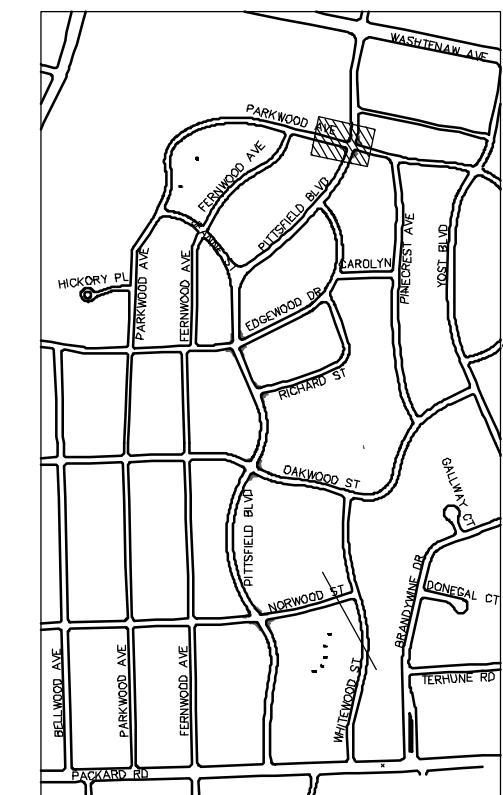 WASHTENAW AVE
PARKWOOD AVE
FERNWOOD AVE
PITTSFIELD BLVD
PINECREST AVE
YOST BLVD
CAROLYN
HICKORY PL
PARKWOOD AVE
FERNWOOD AVE
EDGEWOOD DR
RICHARD ST
OAKWOOD ST
GALLWAY CT
PITTSFIELD BLVD
BRANDYWINE DR
DONEGAL CT
NORWOOD ST
BELLWOOD AVE
PARKWOOD AVE
FERNWOOD AVE
WHITEWOOD ST
TERHUNE RD
PACKARD RD